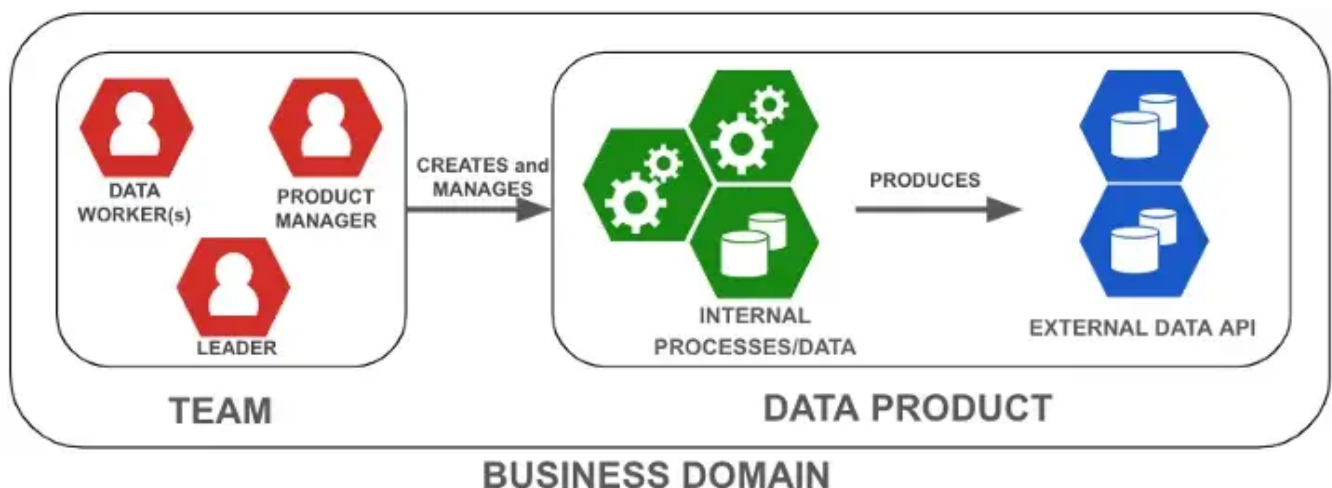 DATA
WORKER(s)
PRODUCT
MANAGER
LEADER
TEAM
CREATES and
MANAGES
INTERNAL
PROCESSES/DATA
PRODUCES
EXTERNAL DATA API
DATA PRODUCT
BUSINESS DOMAIN